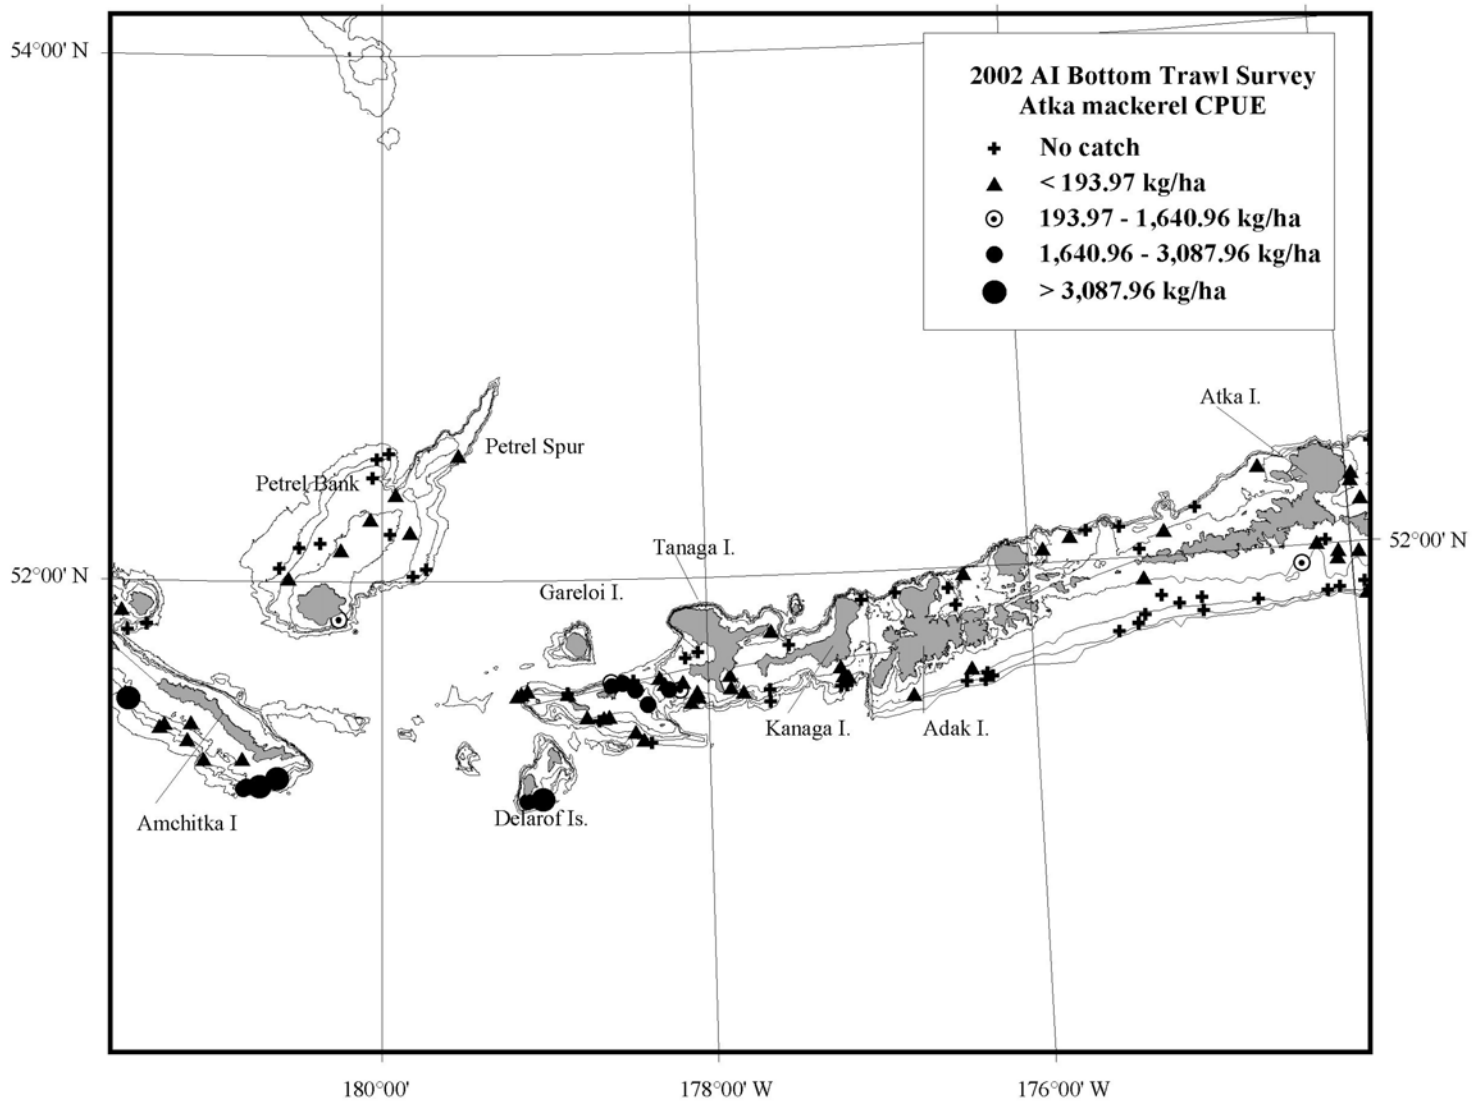 54°00' N
2002 AI Bottom Trawl Survey
Atka mackerel CPUE
No catch
< 193.97 kg/ha
193.97 - 1,640.96 kg/ha
1,640.96 - 3,087.96 kg/ha
> 3,087.96 kg/ha
Atka I.
Petrel Spur
Petrel Bank
52°00' N
Tanaga I.
52°00' N
Gareloi I.
Kanaga I.
Adak I.
Delarof Is.
Amchitka I
180°00'
178°00' W
176°00' W